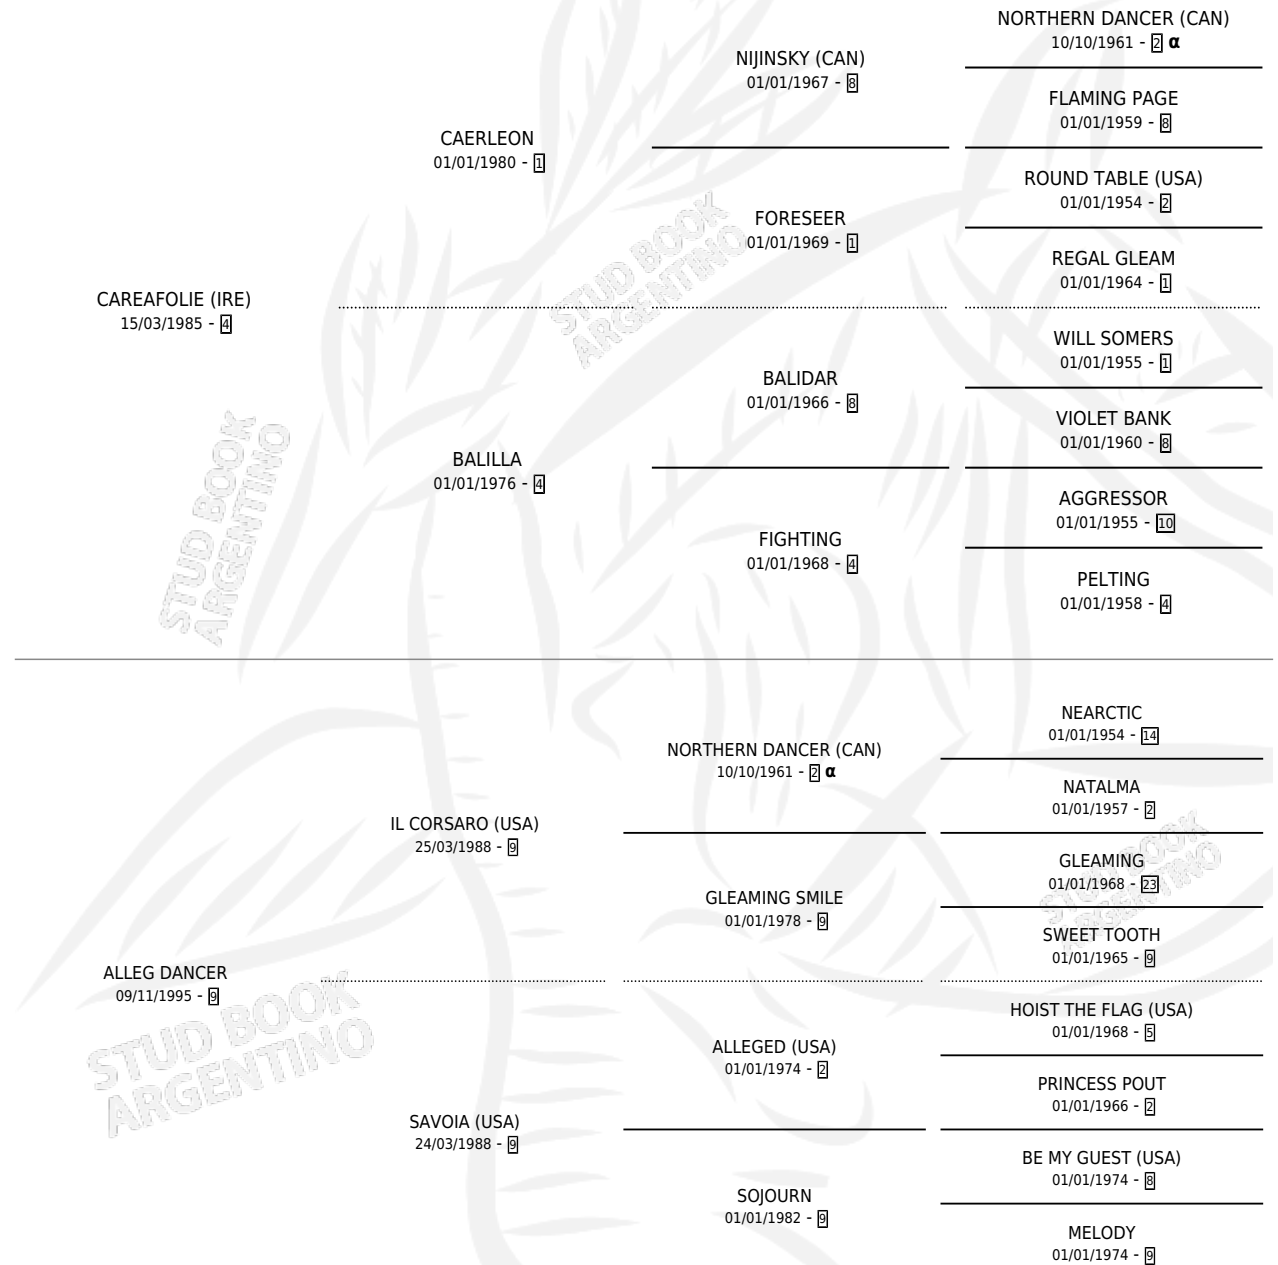 NORTHERN DANCER (CAN)
10/10/1961 - 2 α
NIJINSKY (CAN)
01/01/1967 - 8
FLAMING PAGE
01/01/1959 - 8
CAERLEON
01/01/1980 - 1
ROUND TABLE (USA)
01/01/1954 - 2
FORESEER
01/01/1969 - 1
REGAL GLEAM
01/01/1964 - 1
CAREAFOLIE (IRE)
15/03/1985 - 4
WILL SOMERS
01/01/1955 - 1
BALIDAR
01/01/1966 - 8
VIOLET BANK
01/01/1960 - 8
BALILLA
01/01/1976 - 4
AGGRESSOR
01/01/1955 - 10
FIGHTING
01/01/1968 - 4
PELTING
01/01/1958 - 4
NEARCTIC
01/01/1954 - 14
NORTHERN DANCER (CAN)
10/10/1961 - 2 α
NATALMA
01/01/1957 - 2
IL CORSARO (USA)
25/03/1988 - 9
GLEAMING
01/01/1968 - 23
GLEAMING SMILE
01/01/1978 - 9
SWEET TOOTH
01/01/1965 - 9
ALLEG DANCER
09/11/1995 - 9
HOIST THE FLAG (USA)
01/01/1968 - 5
ALLEGED (USA)
01/01/1974 - 2
PRINCESS POUT
01/01/1966 - 2
SAVOIA (USA)
24/03/1988 - 9
BE MY GUEST (USA)
01/01/1974 - 8
SOJOURN
01/01/1982 - 9
MELODY
01/01/1974 - 9
STUD BOOK
ARGENTINO
STUD BOOK
ARGENTINO
STUD BOOK
ARGENTINO
STUD BOOK
ARGENTINO